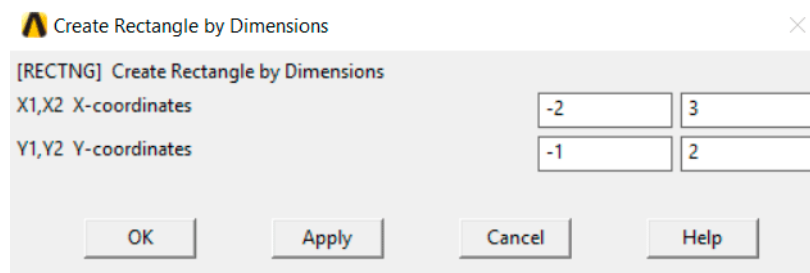 Create Rectangle by Dimensions
[RECTNG] Create Rectangle by Dimensions
X1,X2 X-coordinates -2 3
Y1,Y2 Y-coordinates -1 2
OK Apply Cancel Help